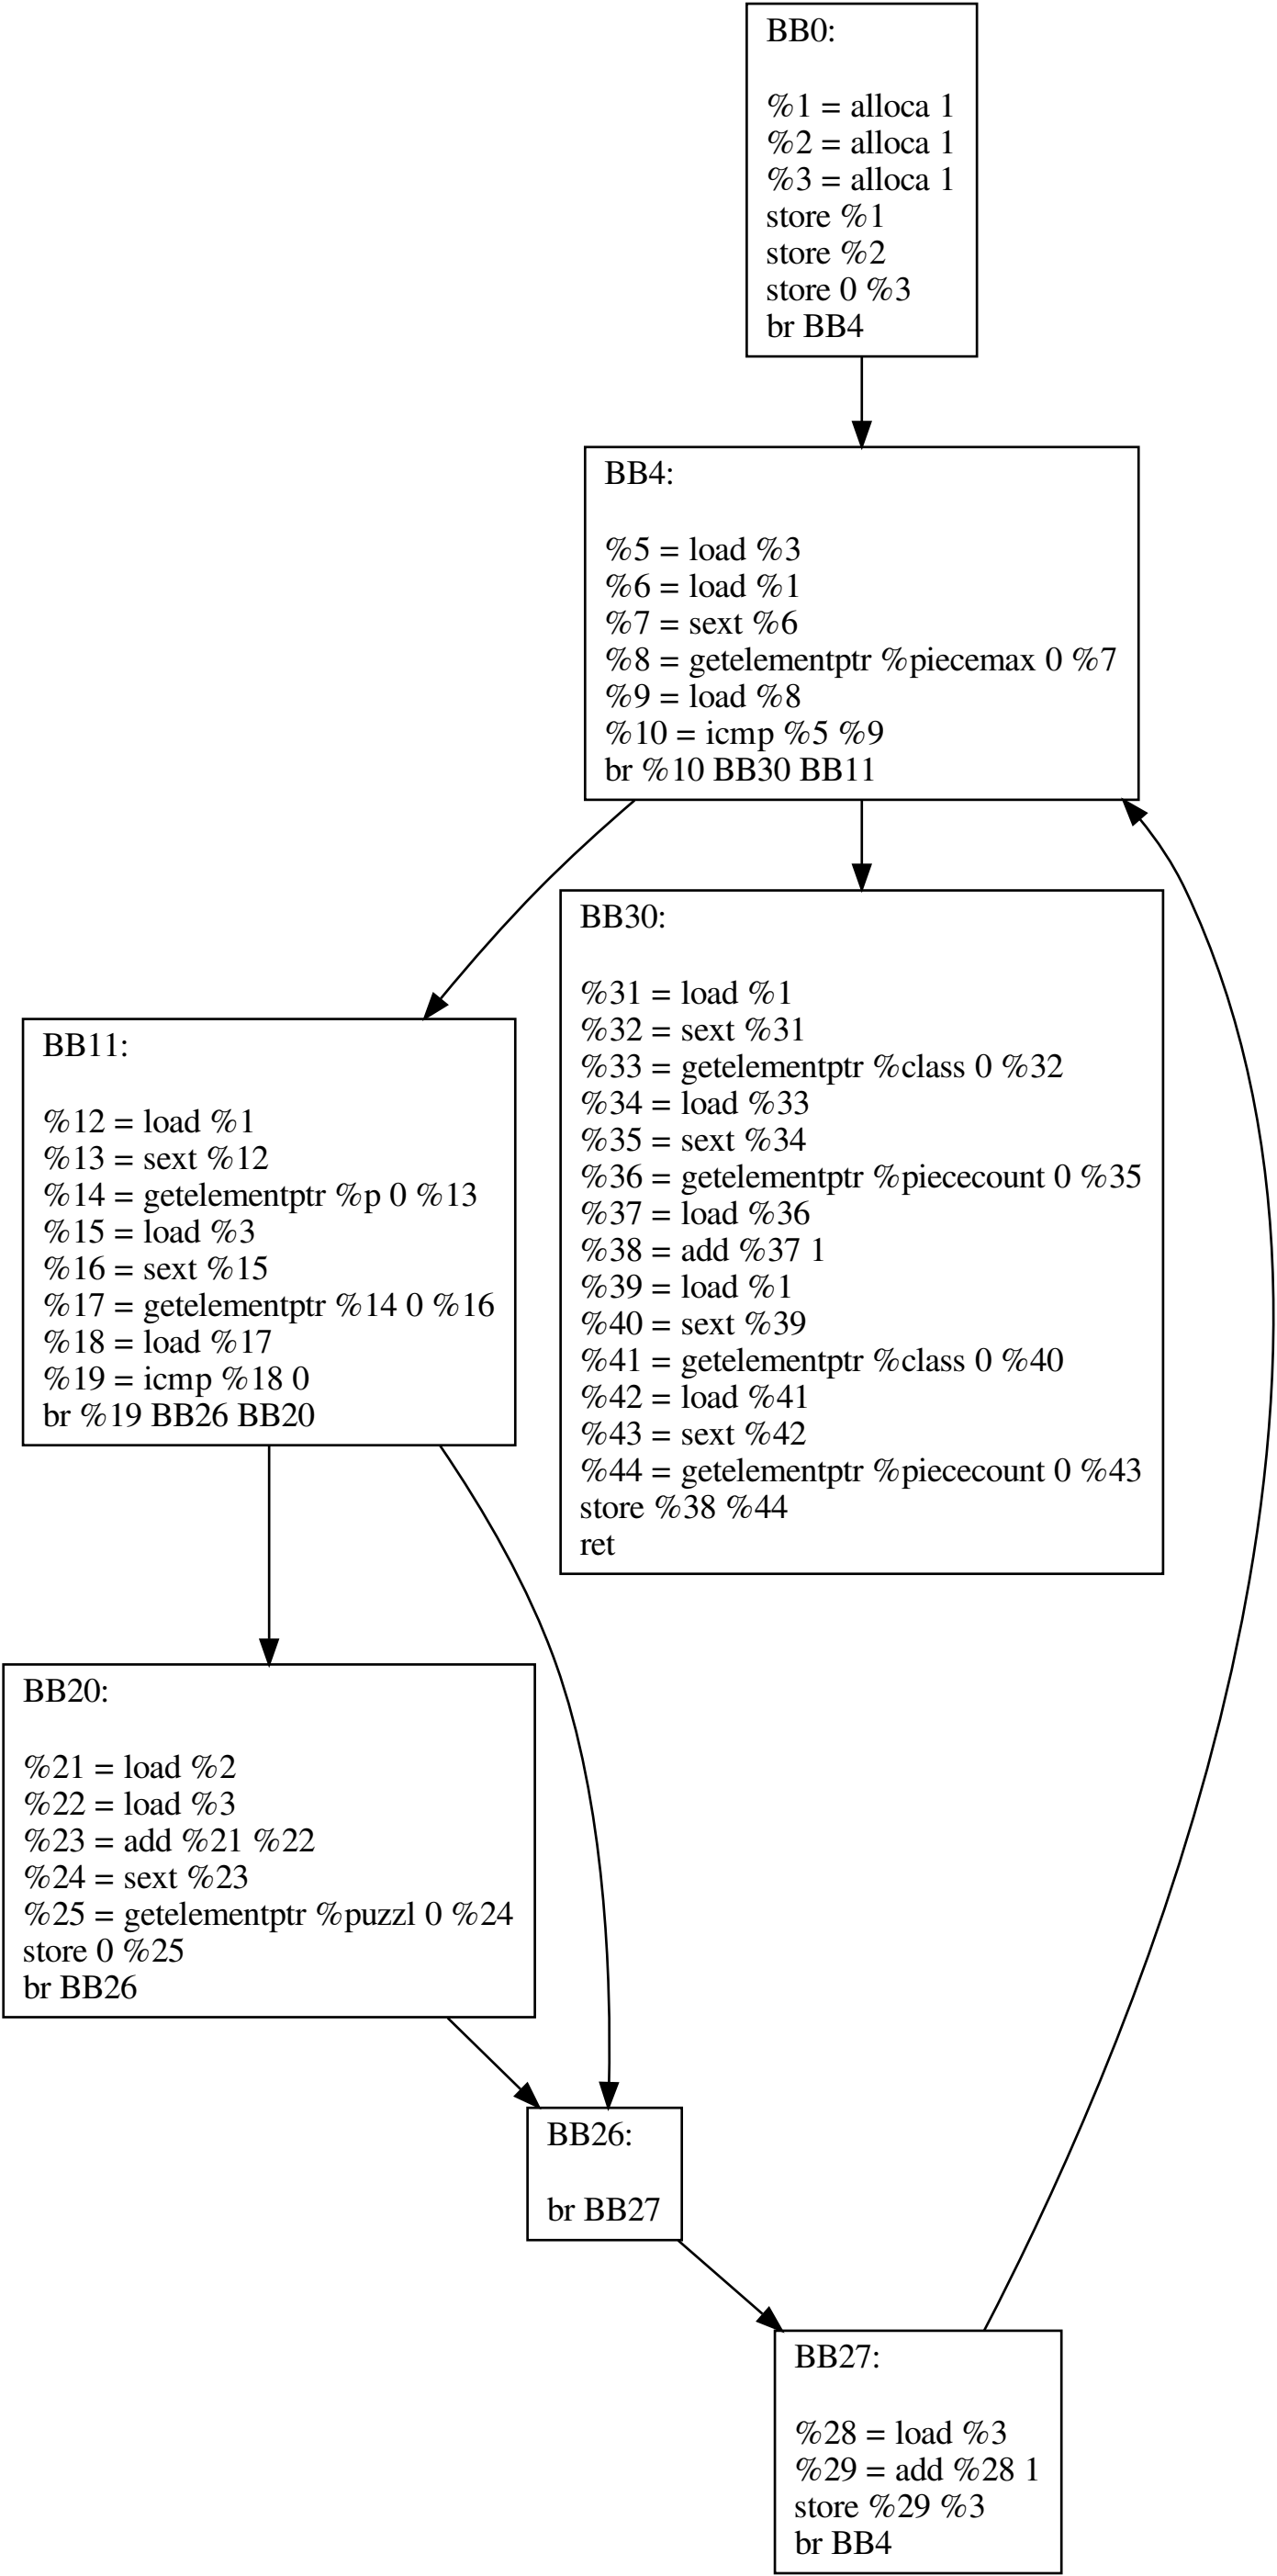 BB0:
%1 = alloca 1
%2 = alloca 1
%3 = alloca 1
store %1
store %2
store 0 %3
br BB4
BB4:
%5 = load %3
%6 = load %1
%7 = sext %6
%8 = getelementptr %piecemax 0 %7
%9 = load %8
%10 = icmp %5 %9
br %10 BB30 BB11
BB30:
%31 = load %1
%32 = sext %31
%33 = getelementptr %class 0 %32
%34 = load %33
%35 = sext %34
%36 = getelementptr %piececount 0 %35
%37 = load %36
%38 = add %37 1
%39 = load %1
%40 = sext %39
%41 = getelementptr %class 0 %40
%42 = load %41
%43 = sext %42
%44 = getelementptr %piececount 0 %43
store %38 %44
ret
BB11:
%12 = load %1
%13 = sext %12
%14 = getelementptr %p 0 %13
%15 = load %3
%16 = sext %15
%17 = getelementptr %14 0 %16
%18 = load %17
%19 = icmp %18 0
br %19 BB26 BB20
BB20:
%21 = load %2
%22 = load %3
%23 = add %21 %22
%24 = sext %23
%25 = getelementptr %puzzl 0 %24
store 0 %25
br BB26
BB26:
br BB27
BB27:
%28 = load %3
%29 = add %28 1
store %29 %3
br BB4